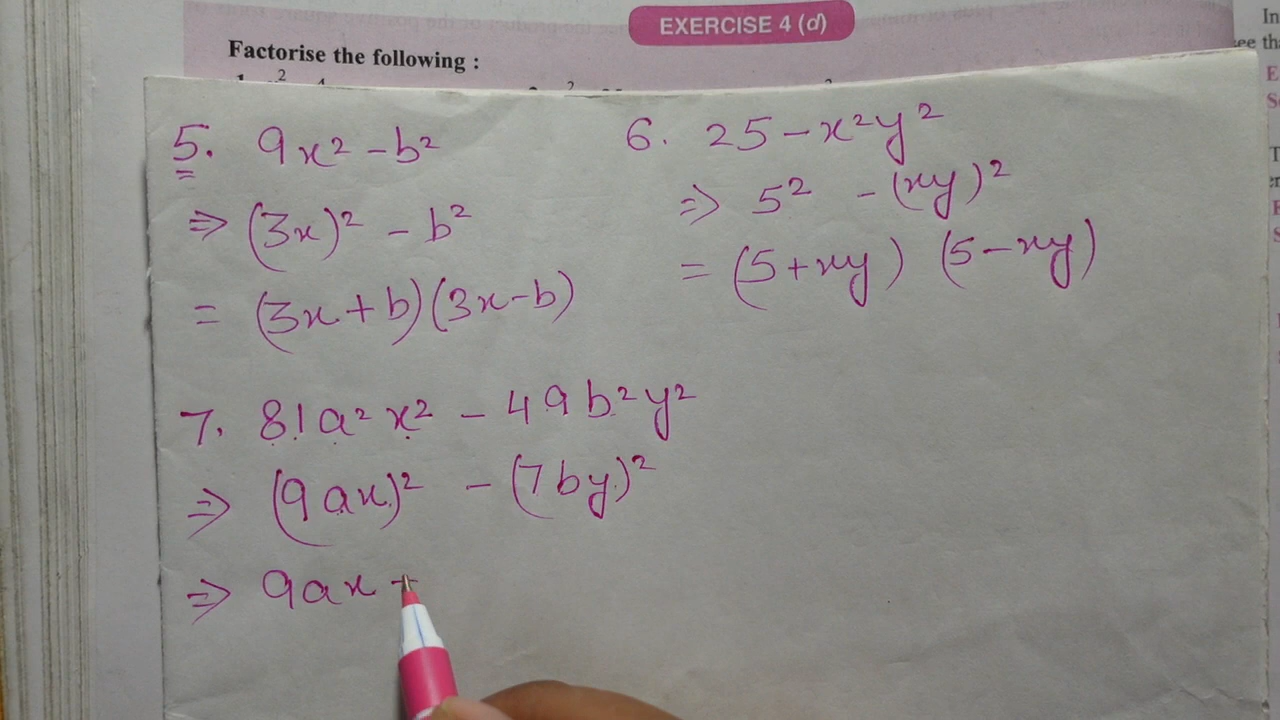 EXERCISE 4 (d)
Factorise the following :
5. 9x² – b²
⇒ (3x)² – b²
= (3x + b)(3x – b)
6. 25 – x²y²
⇒ 5² – (xy)²
= (5 + xy) (5 – xy)
7. 81a²x² – 49b²y²
⇒ (9ax)² – (7by)²
⇒ 9ax +